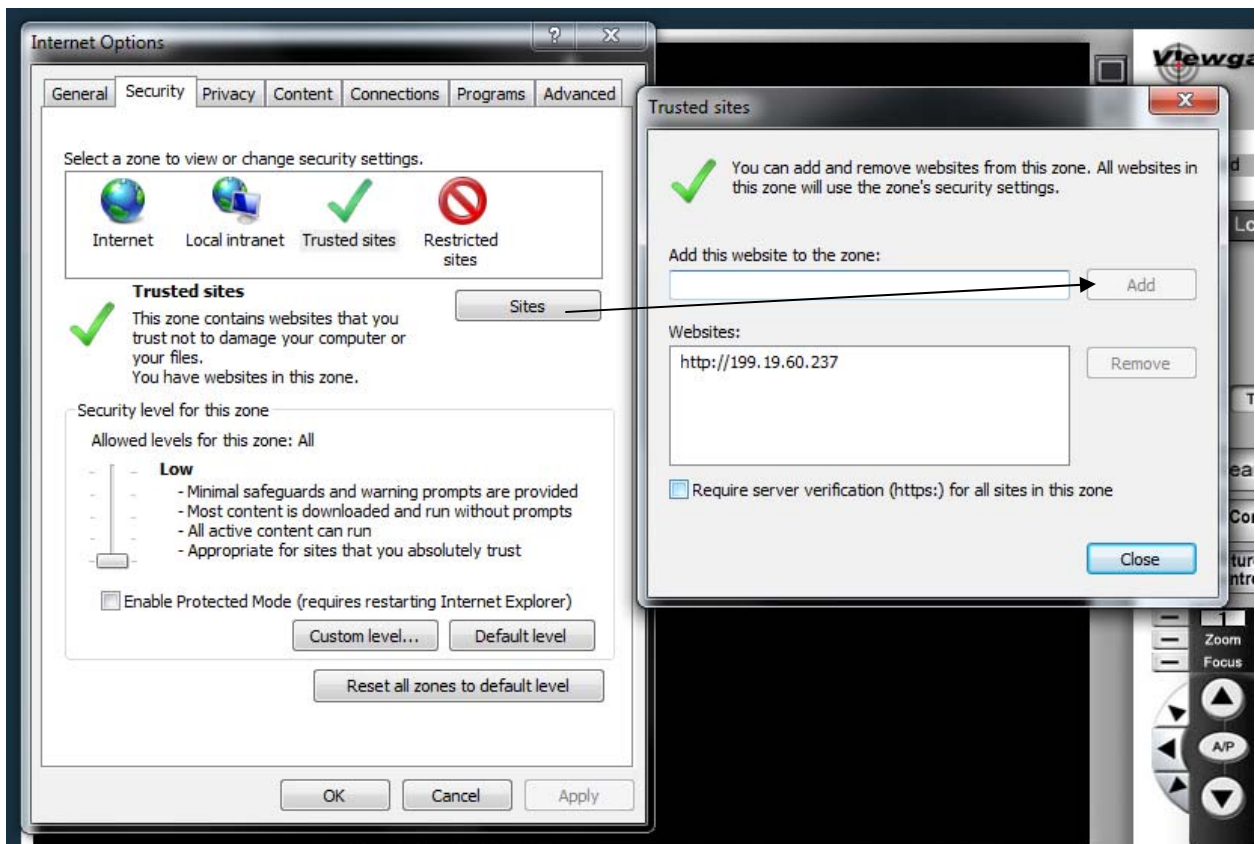 Internet Options
General Security Privacy Content Connections Programs Advanced
Select a zone to view or change security settings.
Internet
Local intranet
Trusted sites
Restricted
sites
Trusted sites
This zone contains websites that you
trust not to damage your computer or
your files.
You have websites in this zone.
Sites
Security level for this zone
Allowed levels for this zone: All
Low
- Minimal safeguards and warning prompts are provided
- Most content is downloaded and run without prompts
- All active content can run
- Appropriate for sites that you absolutely trust
Enable Protected Mode (requires restarting Internet Explorer)
Custom level... Default level
Reset all zones to default level
OK Cancel Apply
Trusted sites
You can add and remove websites from this zone. All websites in
this zone will use the zone's security settings.
Add this website to the zone:
Add
Websites:
http://199.19.60.237
Remove
Require server verification (https:) for all sites in this zone
Close
1
Zoom
Focus
A/P